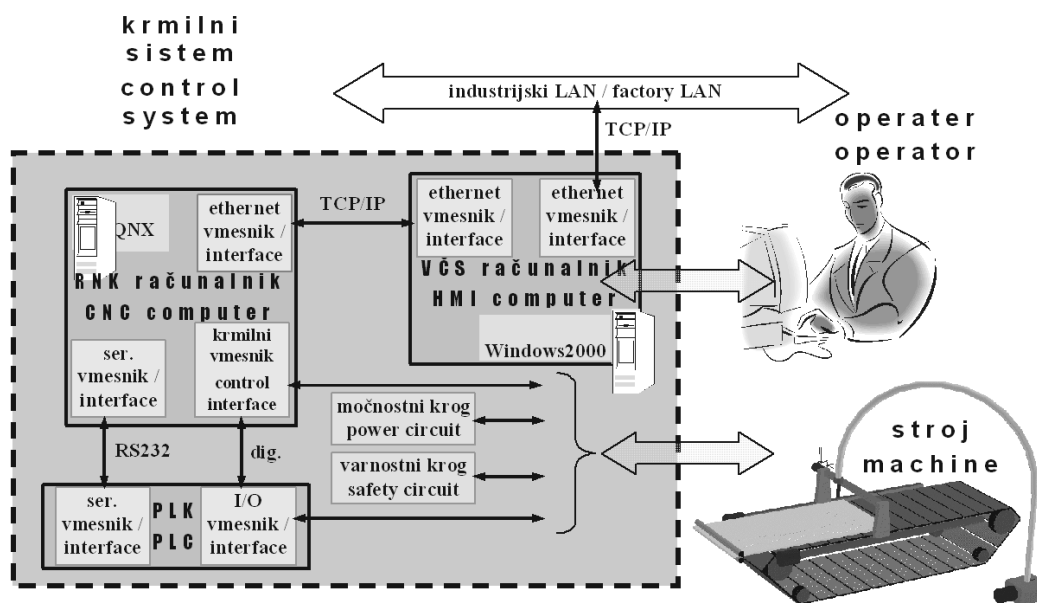 krmilni
sistem
control
system
industrijski LAN / factory LAN
TCP/IP
operater
operator
QNX
ethernet
vmesnik /
interface
RNK računalnik
CNC computer
TCP/IP
ethernet
vmesnik /
interface
ethernet
vmesnik /
interface
VČS računalnik
HMI computer
Windows2000
ser.
vmesnik /
interface
krmilni
vmesnik
control
interface
močnostni krog
power circuit
varnostni krog
safety circuit
RS232
dig.
ser.
vmesnik /
interface
PLK
PLC
I/O
vmesnik /
interface
stroj
machine